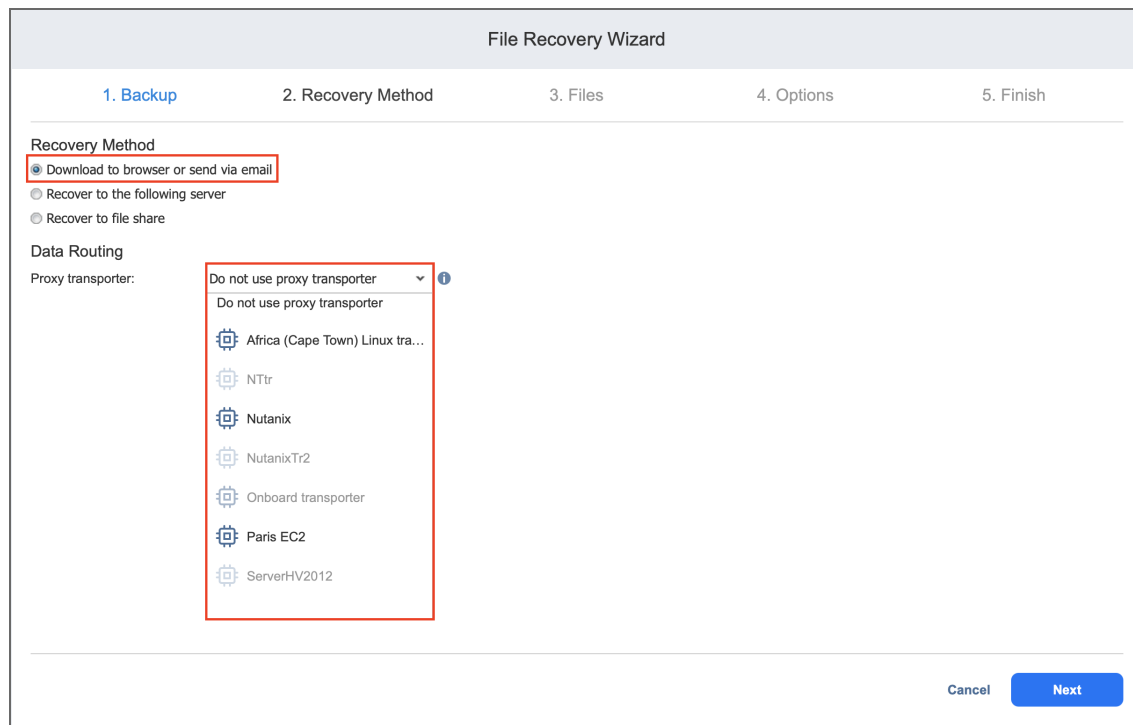 File Recovery Wizard
1. Backup 2. Recovery Method 3. Files 4. Options 5. Finish
Recovery Method
Download to browser or send via email
Recover to the following server
Recover to file share
Data Routing
Proxy transporter: Do not use proxy transporter
Do not use proxy transporter
Africa (Cape Town) Linux tra...
NTtr
Nutanix
NutanixTr2
Onboard transporter
Paris EC2
ServerHV2012
Cancel Next